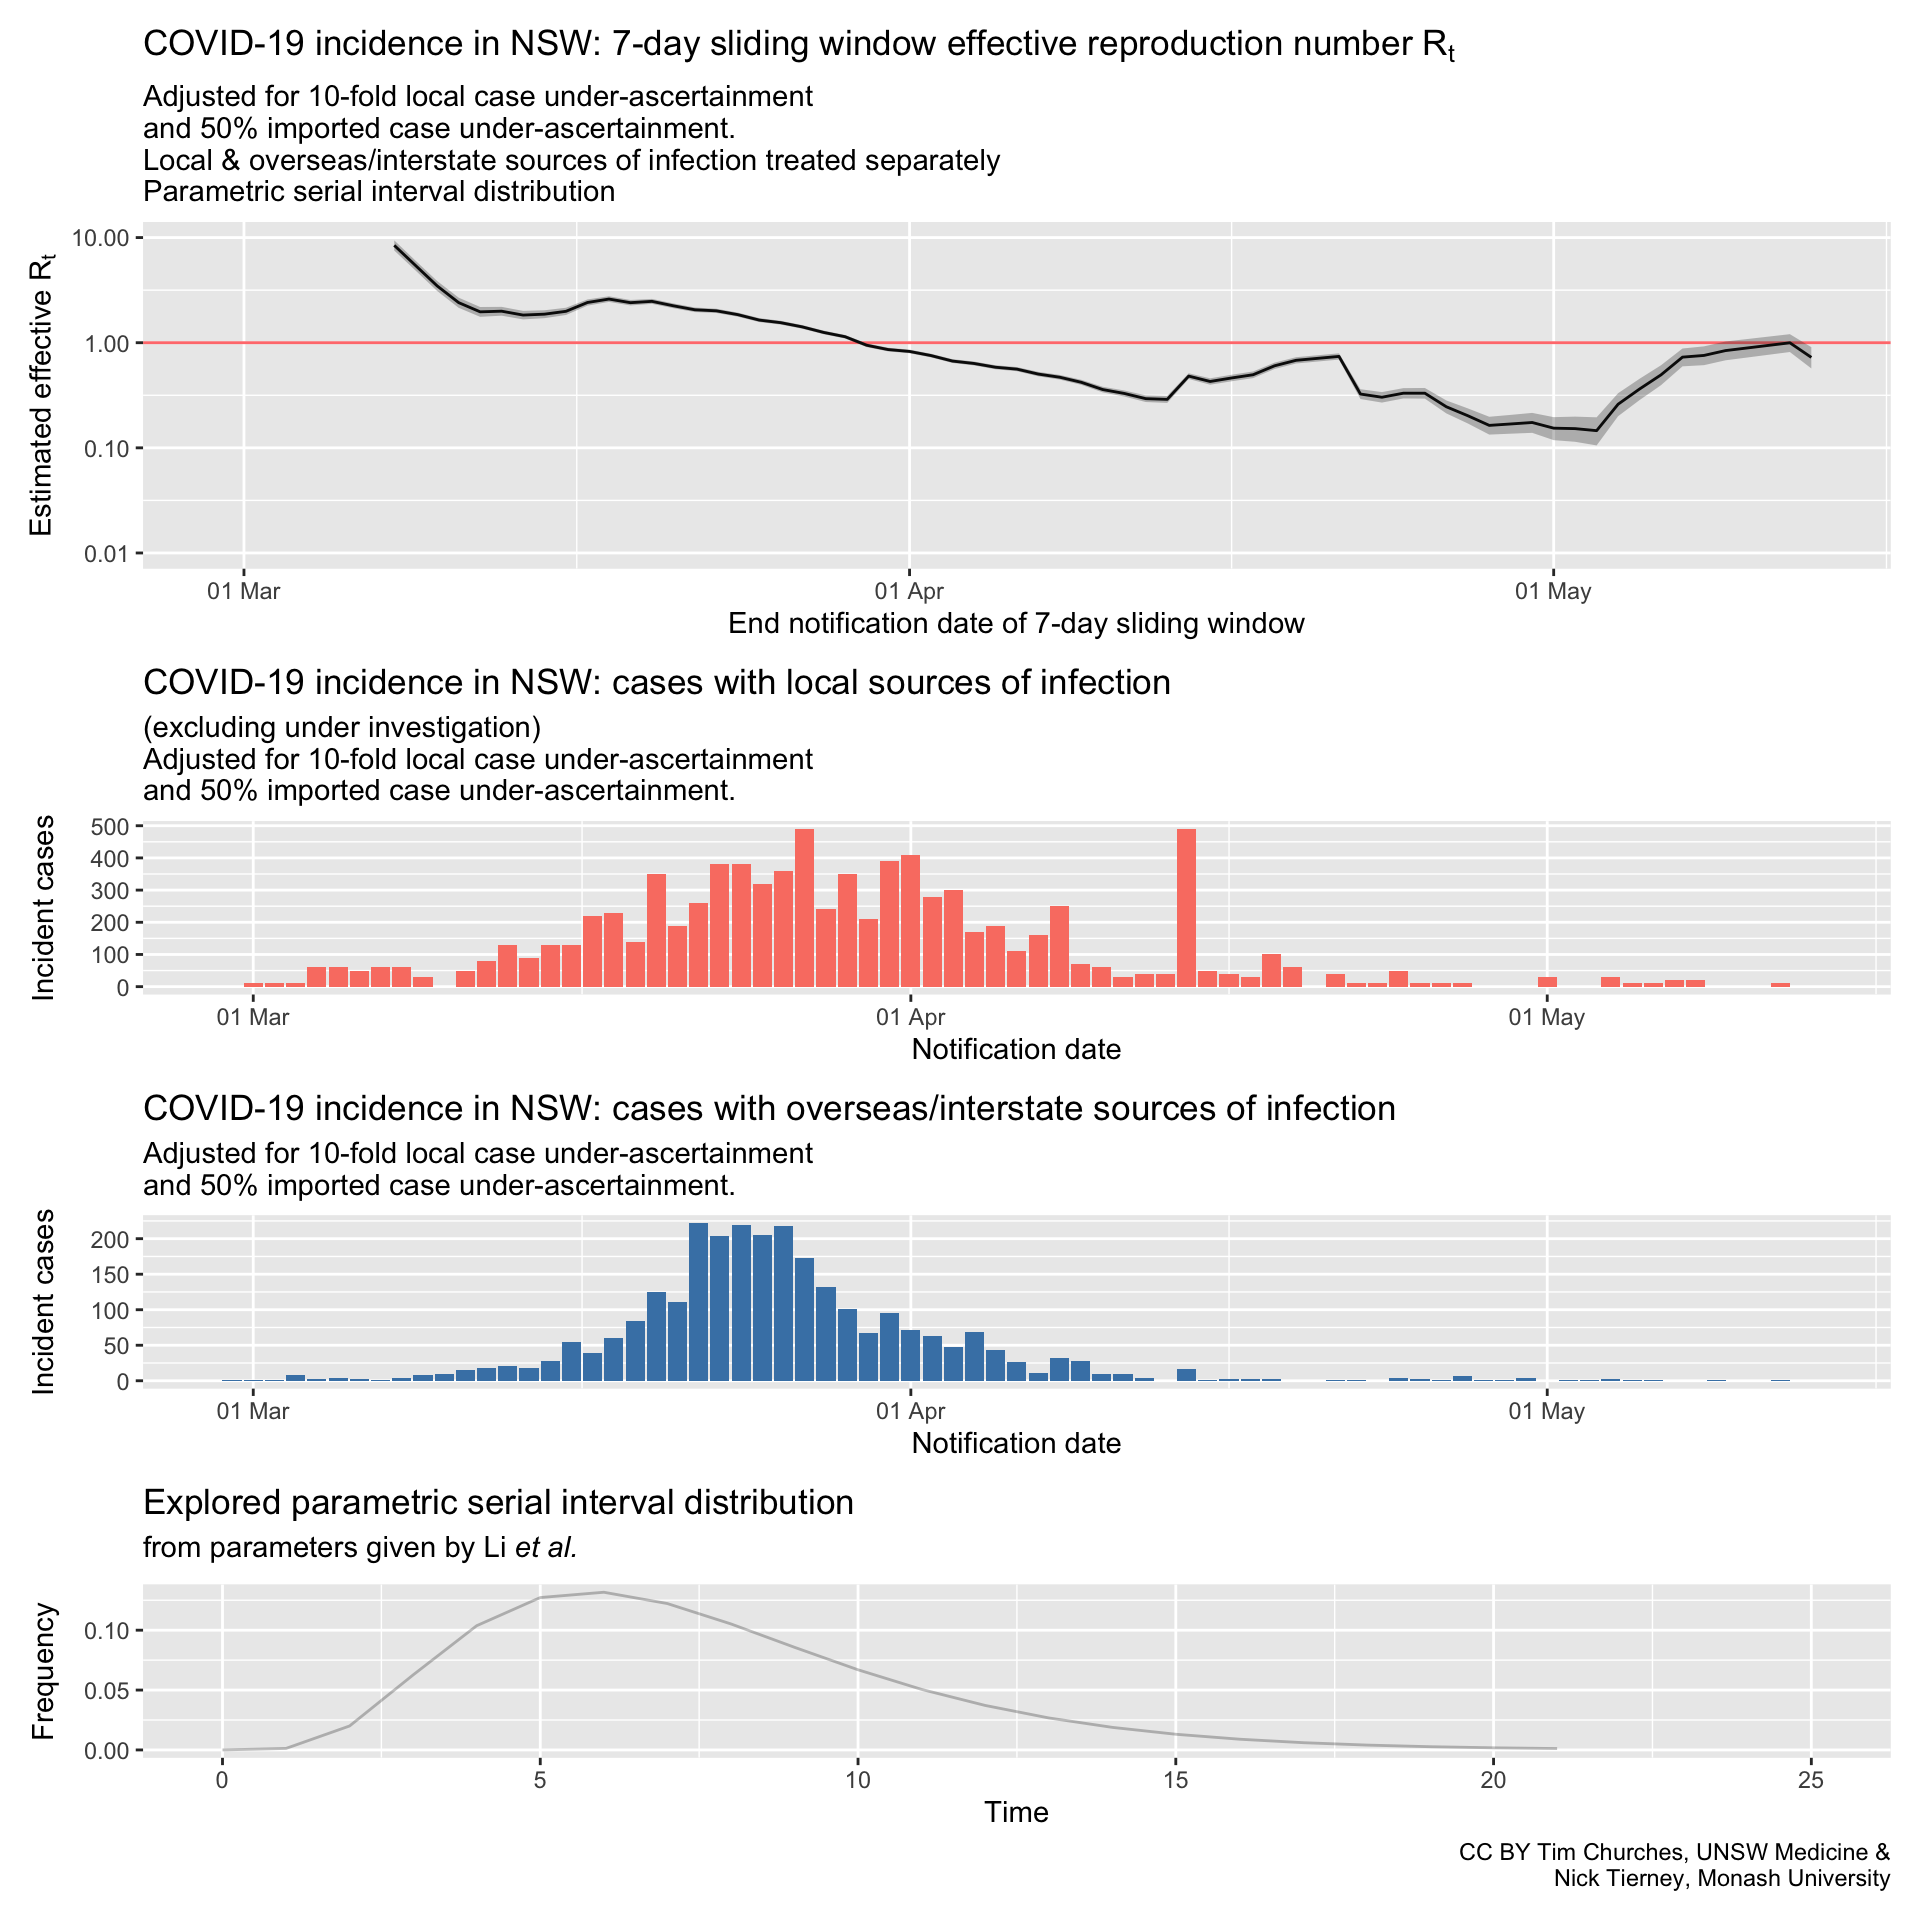 COVID-19 incidence in NSW: 7-day sliding window effective reproduction number Rt
Adjusted for 10-fold local case under-ascertainment
and 50% imported case under-ascertainment.
Local & overseas/interstate sources of infection treated separately
Parametric serial interval distribution
Estimated effective Rt
10.00
1.00
0.10
0.01
01 Mar 01 Apr 01 May
End notification date of 7-day sliding window
COVID-19 incidence in NSW: cases with local sources of infection
(excluding under investigation)
Adjusted for 10-fold local case under-ascertainment
and 50% imported case under-ascertainment.
Incident cases
500
400
300
200
100
0
01 Mar 01 Apr 01 May
Notification date
COVID-19 incidence in NSW: cases with overseas/interstate sources of infection
Adjusted for 10-fold local case under-ascertainment
and 50% imported case under-ascertainment.
Incident cases
200
150
100
50
0
01 Mar 01 Apr 01 May
Notification date
Explored parametric serial interval distribution
from parameters given by Li et al.
Frequency
0.10
0.05
0.00
0 5 10 15 20 25
Time
CC BY Tim Churches, UNSW Medicine &
Nick Tierney, Monash University